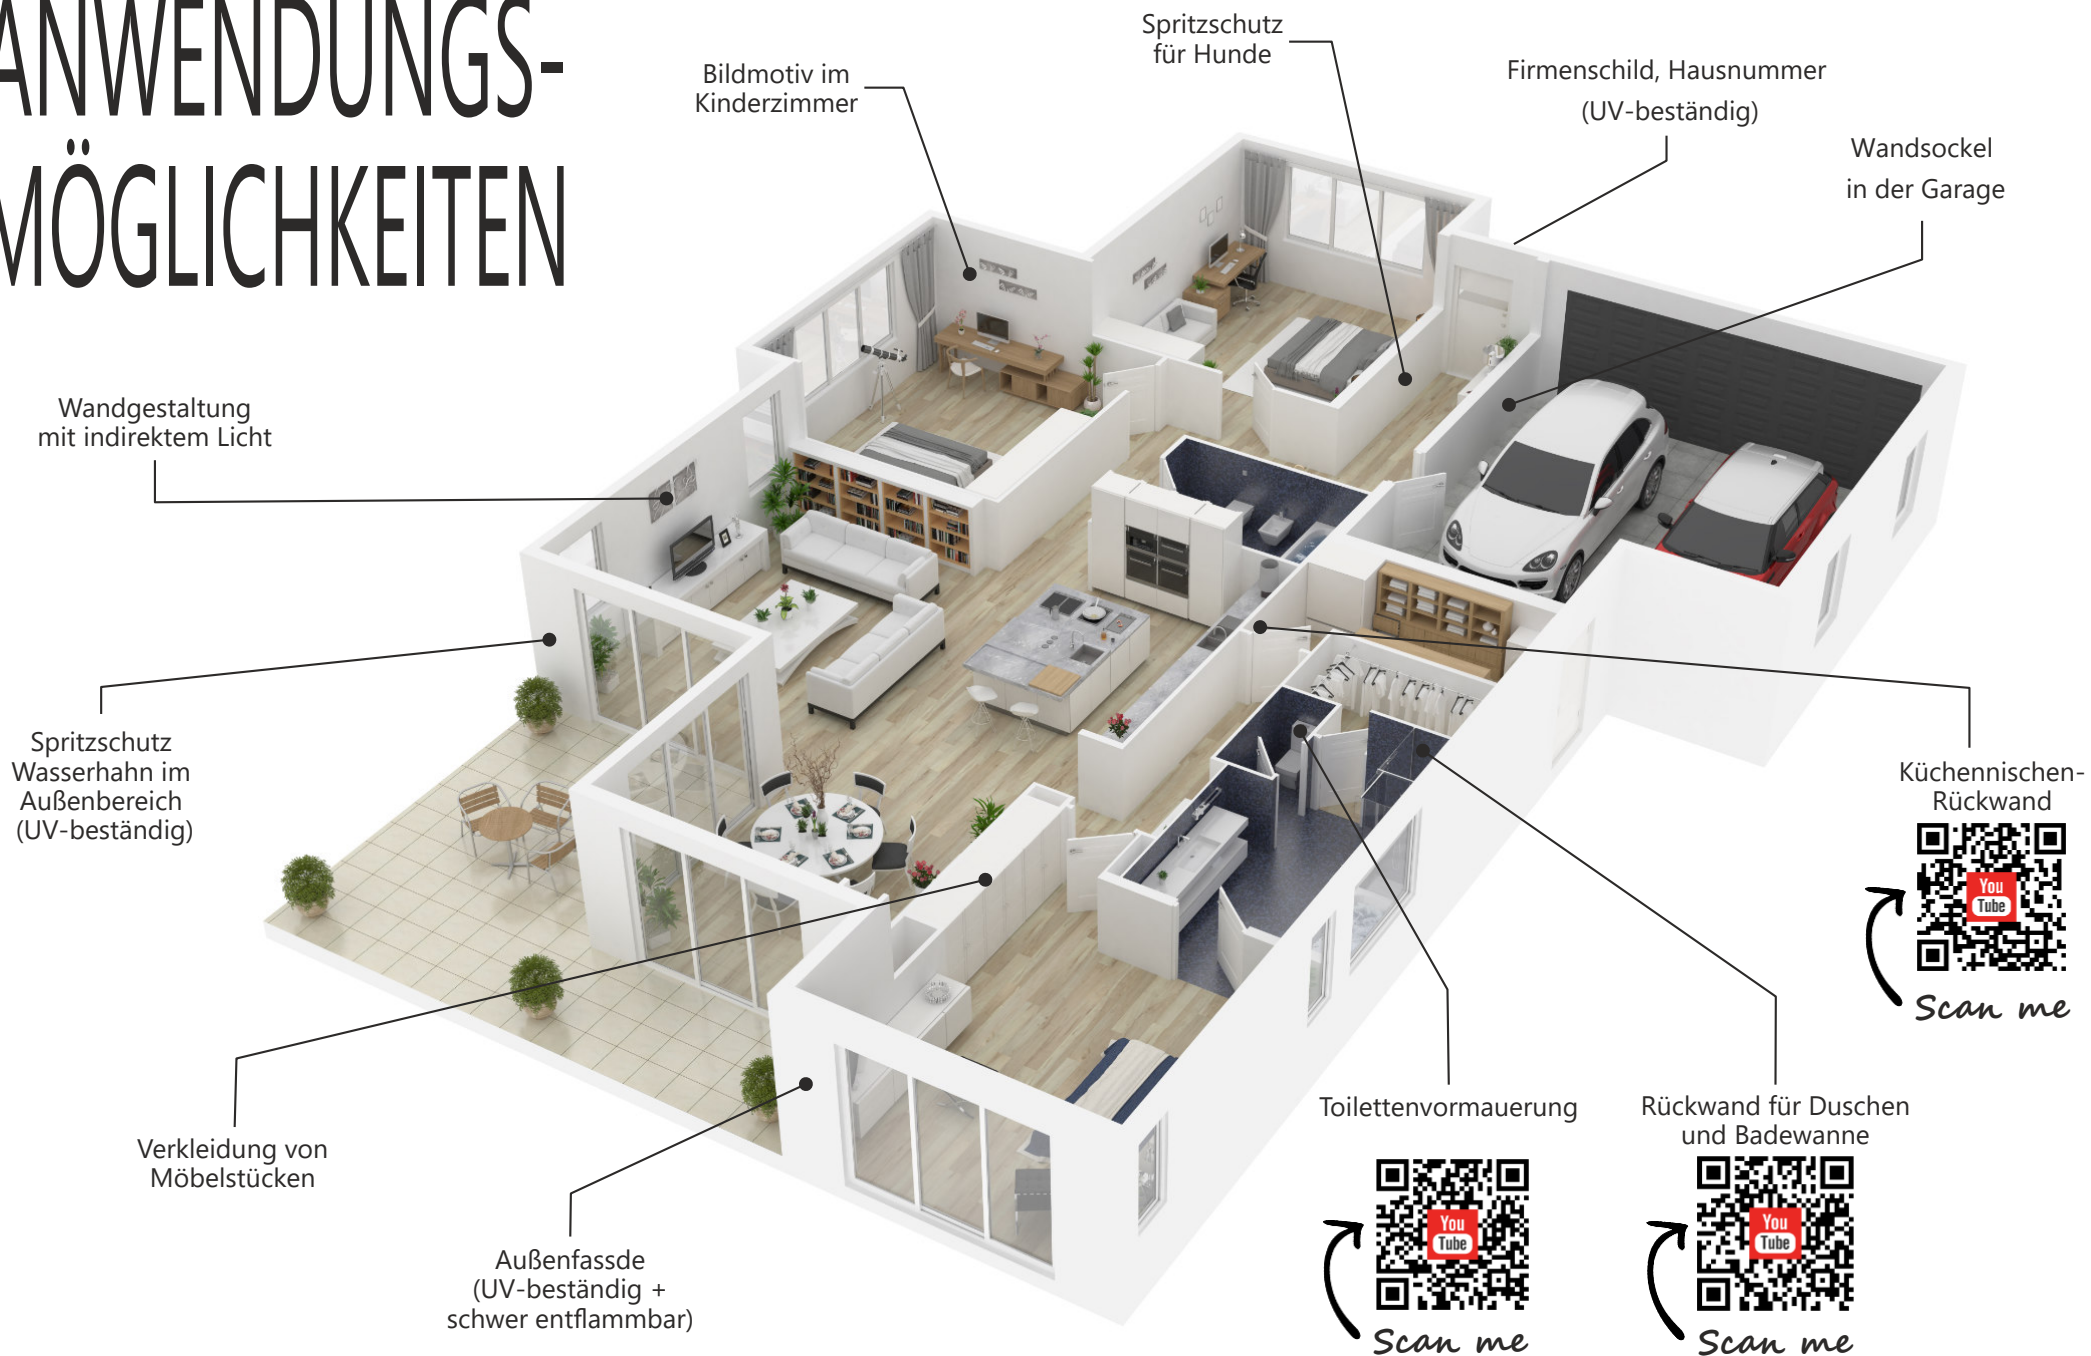 ANWENDUNGS-
MÖGLICHKEITEN
Bildmotiv im
Kinderzimmer
Spritzschutz
für Hunde
Firmenschild, Hausnummer
(UV-beständig)
Wandsockel
in der Garage
Wandgestaltung
mit indirektem Licht
Spritzschutz
Wasserhahn im
Außenbereich
(UV-beständig)
Küchennischen-
Rückwand
You
Tube
Scan me
Verkleidung von
Möbelstücken
Außenfassde
(UV-beständig +
schwer entflammbar)
Toilettenvormauerung
You
Tube
Scan me
Rückwand für Duschen
und Badewanne
You
Tube
Scan me